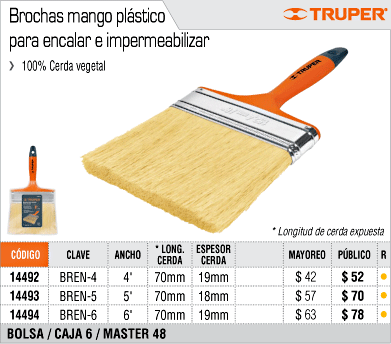 Brochas mango plástico
para encalar e impermeabilizar
TRUPER
❯ 100% Cerda vegetal
TRUPER
* Longitud de cerda expuesta
CÓDIGO CLAVE ANCHO * LONG. CERDA ESPESOR CERDA MAYOREO PÚBLICO R
14492 BREN-4 4" 70mm 19mm $ 42 $ 52 ●
14493 BREN-5 5" 70mm 18mm $ 57 $ 70 ●
14494 BREN-6 6" 70mm 19mm $ 63 $ 78 ●
BOLSA / CAJA 6 / MASTER 48